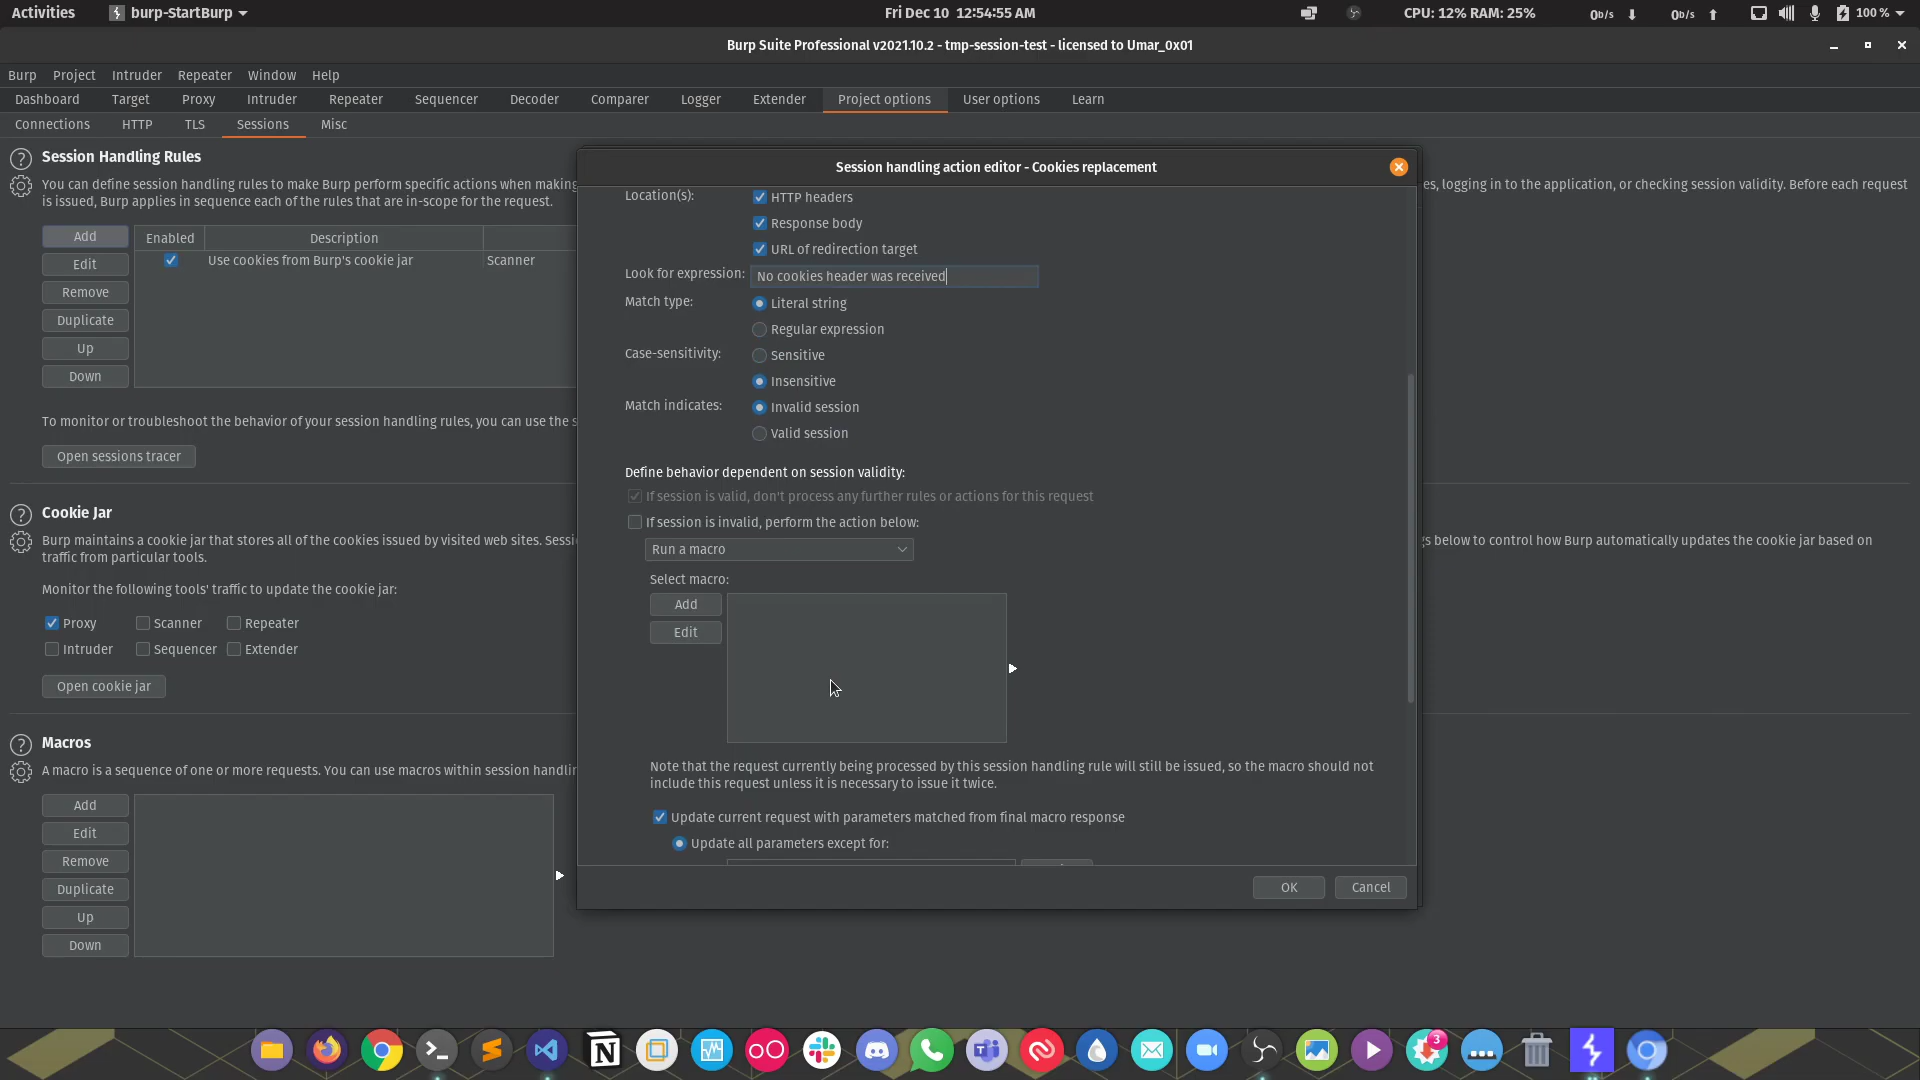 Activities
burp-StartBurp
Fri Dec 10 12:54:55 AM
CPU: 12% RAM: 25%
0b/s
0b/s
100 %
Burp Suite Professional v2021.10.2 - tmp-session-test - licensed to Umar_0x01
Burp Project Intruder Repeater Window Help
Dashboard Target Proxy Intruder Repeater Sequencer Decoder Comparer Logger Extender Project options User options Learn
Connections HTTP TLS Sessions Misc
Session Handling Rules
You can define session handling rules to make Burp perform specific actions when making
es, logging in to the application, or checking session validity. Before each request
is issued, Burp applies in sequence each of the rules that are in-scope for the request.
Add
Edit
Remove
Duplicate
Up
Down
Enabled Description
Use cookies from Burp's cookie jar Scanner
To monitor or troubleshoot the behavior of your session handling rules, you can use the s
Open sessions tracer
Cookie Jar
Burp maintains a cookie jar that stores all of the cookies issued by visited web sites. Sessi
gs below to control how Burp automatically updates the cookie jar based on
traffic from particular tools.
Monitor the following tools' traffic to update the cookie jar:
Proxy Scanner Repeater
Intruder Sequencer Extender
Open cookie jar
Macros
A macro is a sequence of one or more requests. You can use macros within session handlin
Add
Edit
Remove
Duplicate
Up
Down
Session handling action editor - Cookies replacement
Location(s): HTTP headers
Response body
URL of redirection target
Look for expression: No cookies header was received
Match type: Literal string
Regular expression
Case-sensitivity: Sensitive
Insensitive
Match indicates: Invalid session
Valid session
Define behavior dependent on session validity:
If session is valid, don't process any further rules or actions for this request
If session is invalid, perform the action below:
Run a macro
Select macro:
Add
Edit
Note that the request currently being processed by this session handling rule will still be issued, so the macro should not
include this request unless it is necessary to issue it twice.
Update current request with parameters matched from final macro response
Update all parameters except for:
OK
Cancel
3